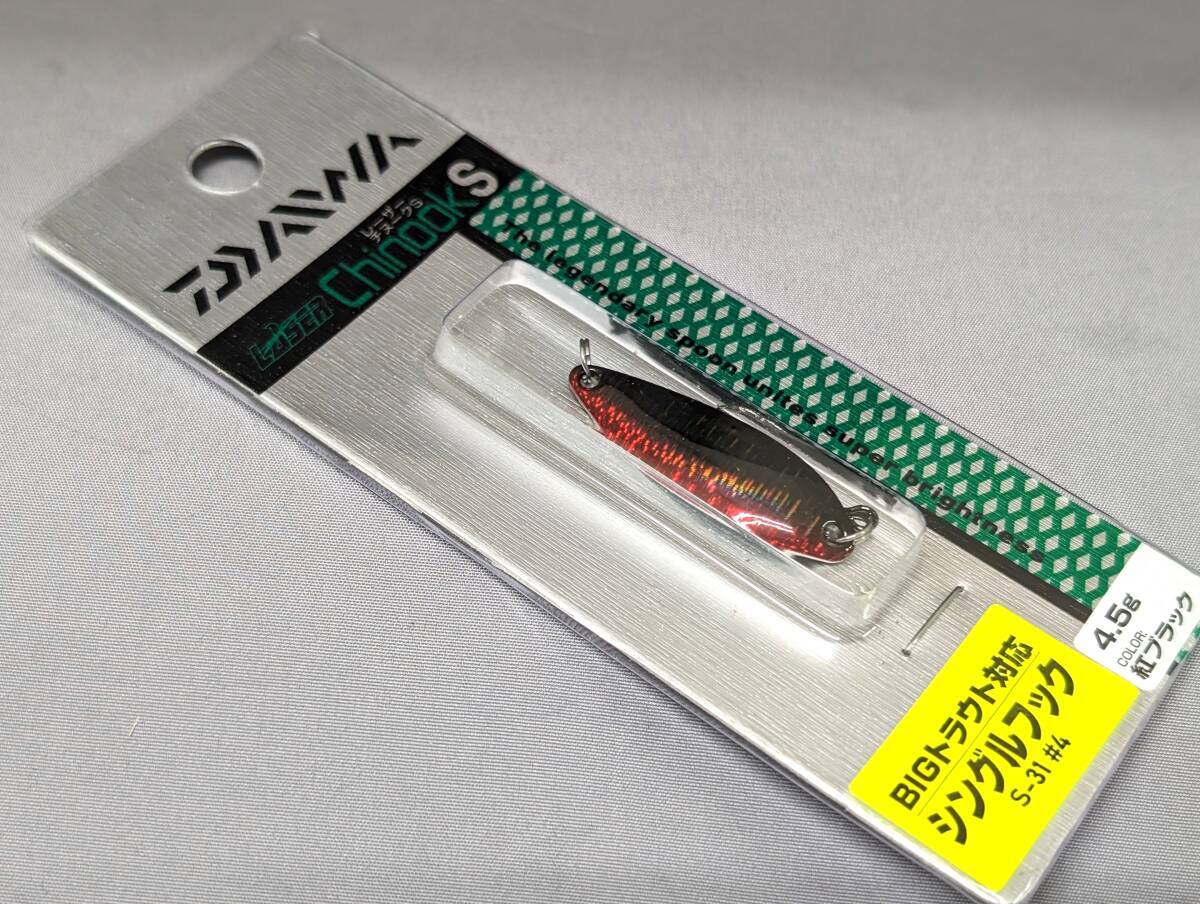 DAIWA
LASER Chinook S
レーザー
チヌークS
The legendary spoon unites super brightness
4.5g
COLOR:
紅ブラック
BIGトラウト対応
シングルフック
S-31 #4